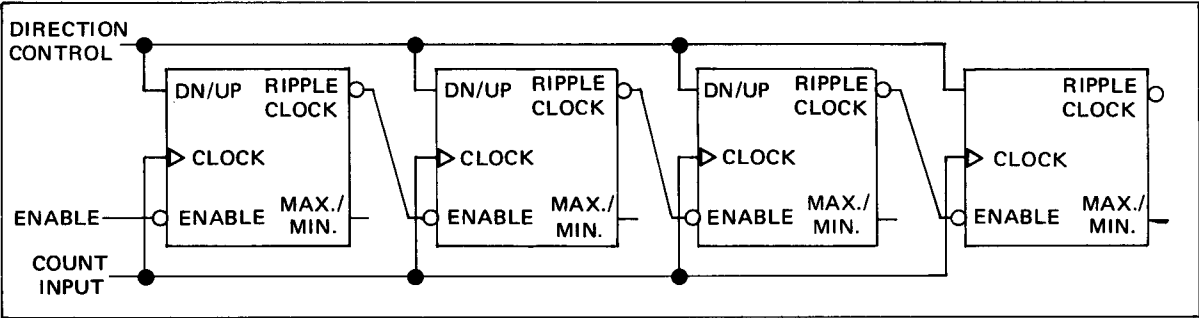 DIRECTION
CONTROL
DN/UP
RIPPLE
CLOCK
CLOCK
ENABLE
ENABLE
MAX./
MIN.
DN/UP
RIPPLE
CLOCK
CLOCK
ENABLE
MAX./
MIN.
DN/UP
RIPPLE
CLOCK
CLOCK
ENABLE
MAX./
MIN.
RIPPLE
CLOCK
CLOCK
ENABLE
MAX./
MIN.
COUNT
INPUT